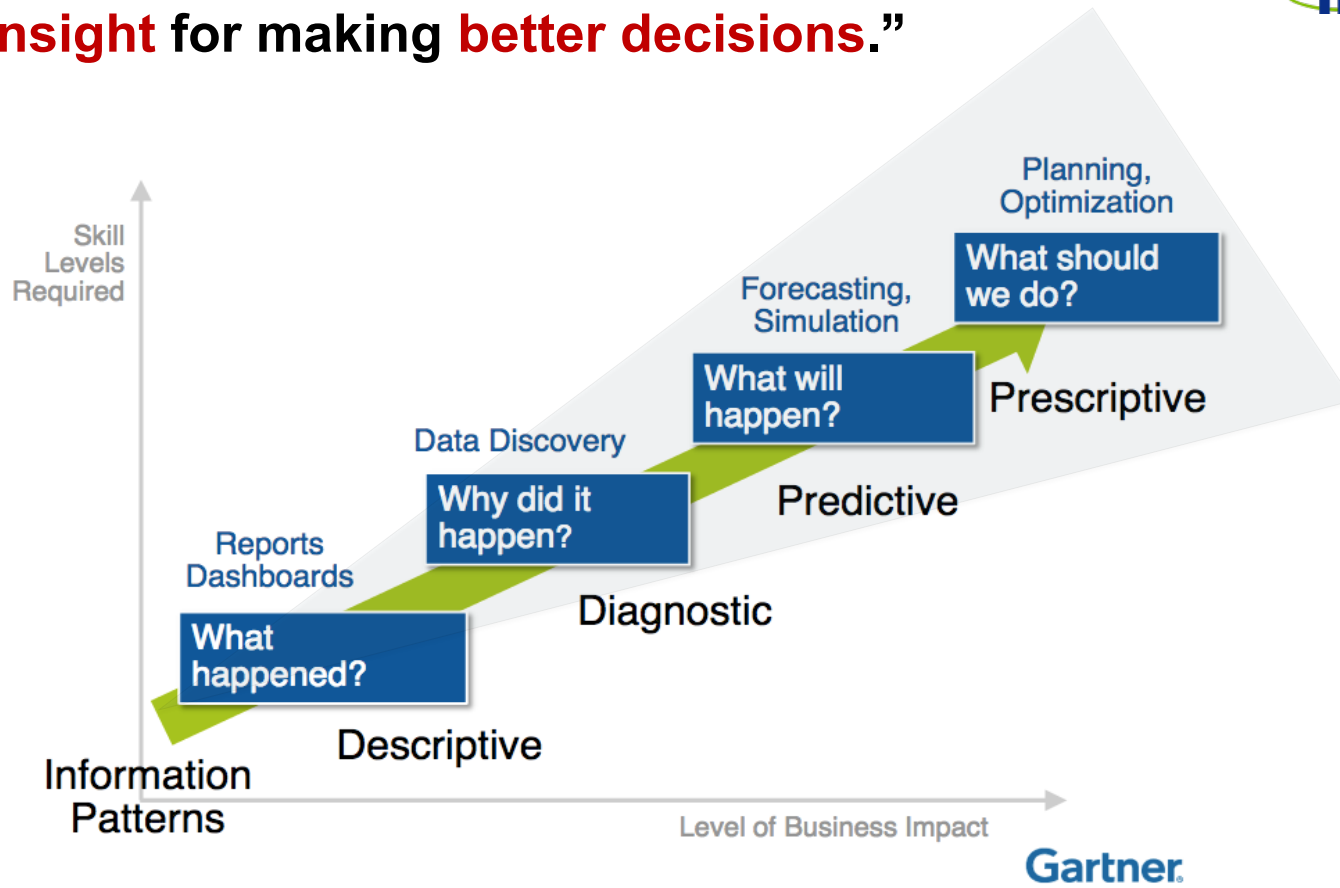 nsight for making better decisions.”
Planning,
Optimization
Skill
Levels
Required
What should
we do?
Forecasting,
Simulation
What will
happen?
Prescriptive
Data Discovery
Why did it
happen?
Predictive
Reports
Dashboards
Diagnostic
What
happened?
Descriptive
Information
Patterns
Level of Business Impact
Gartner.